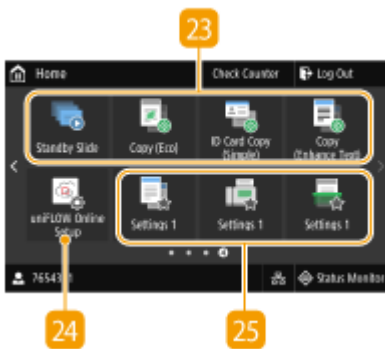 23
Home Check Counter Log Out
Standby Slide Copy (Eco) ID Card Copy Copy
(Simple) (Enhance Text)
uniFLOW Online Settings 1 Settings 1 Settings 1
Setup
4
Status Monitor
24 25